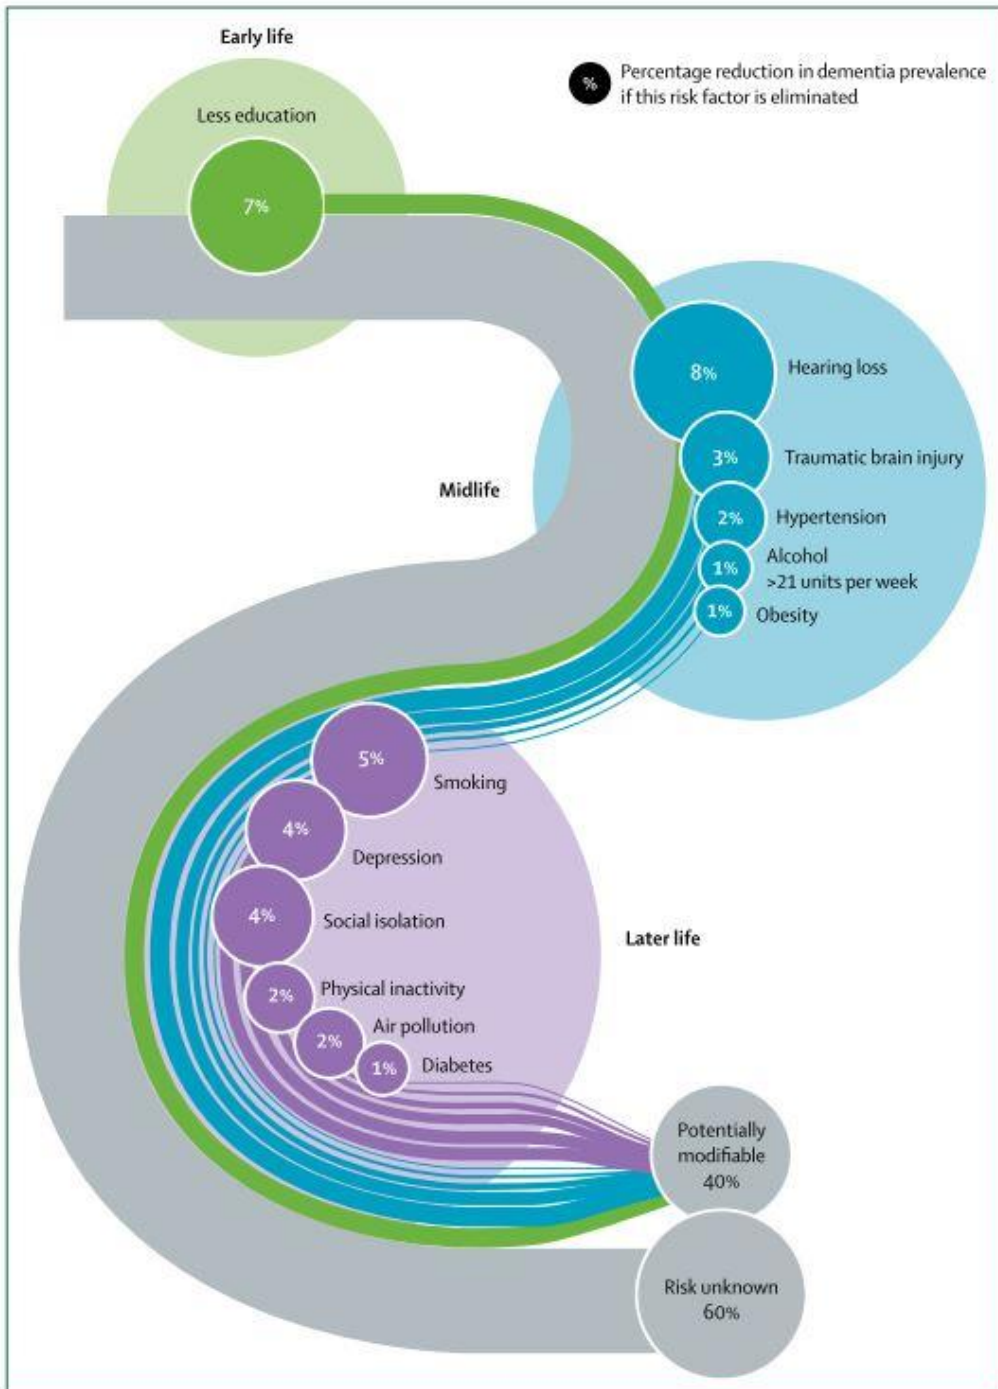 Early life
%
Percentage reduction in dementia prevalence
if this risk factor is eliminated
Less education
7%
8%
Hearing loss
3%
Traumatic brain injury
Midlife
2%
Hypertension
1%
Alcohol
>21 units per week
1%
Obesity
5%
Smoking
4%
Depression
4%
Social isolation
Later life
2%
Physical inactivity
2%
Air pollution
1%
Diabetes
Potentially
modifiable
40%
Risk unknown
60%